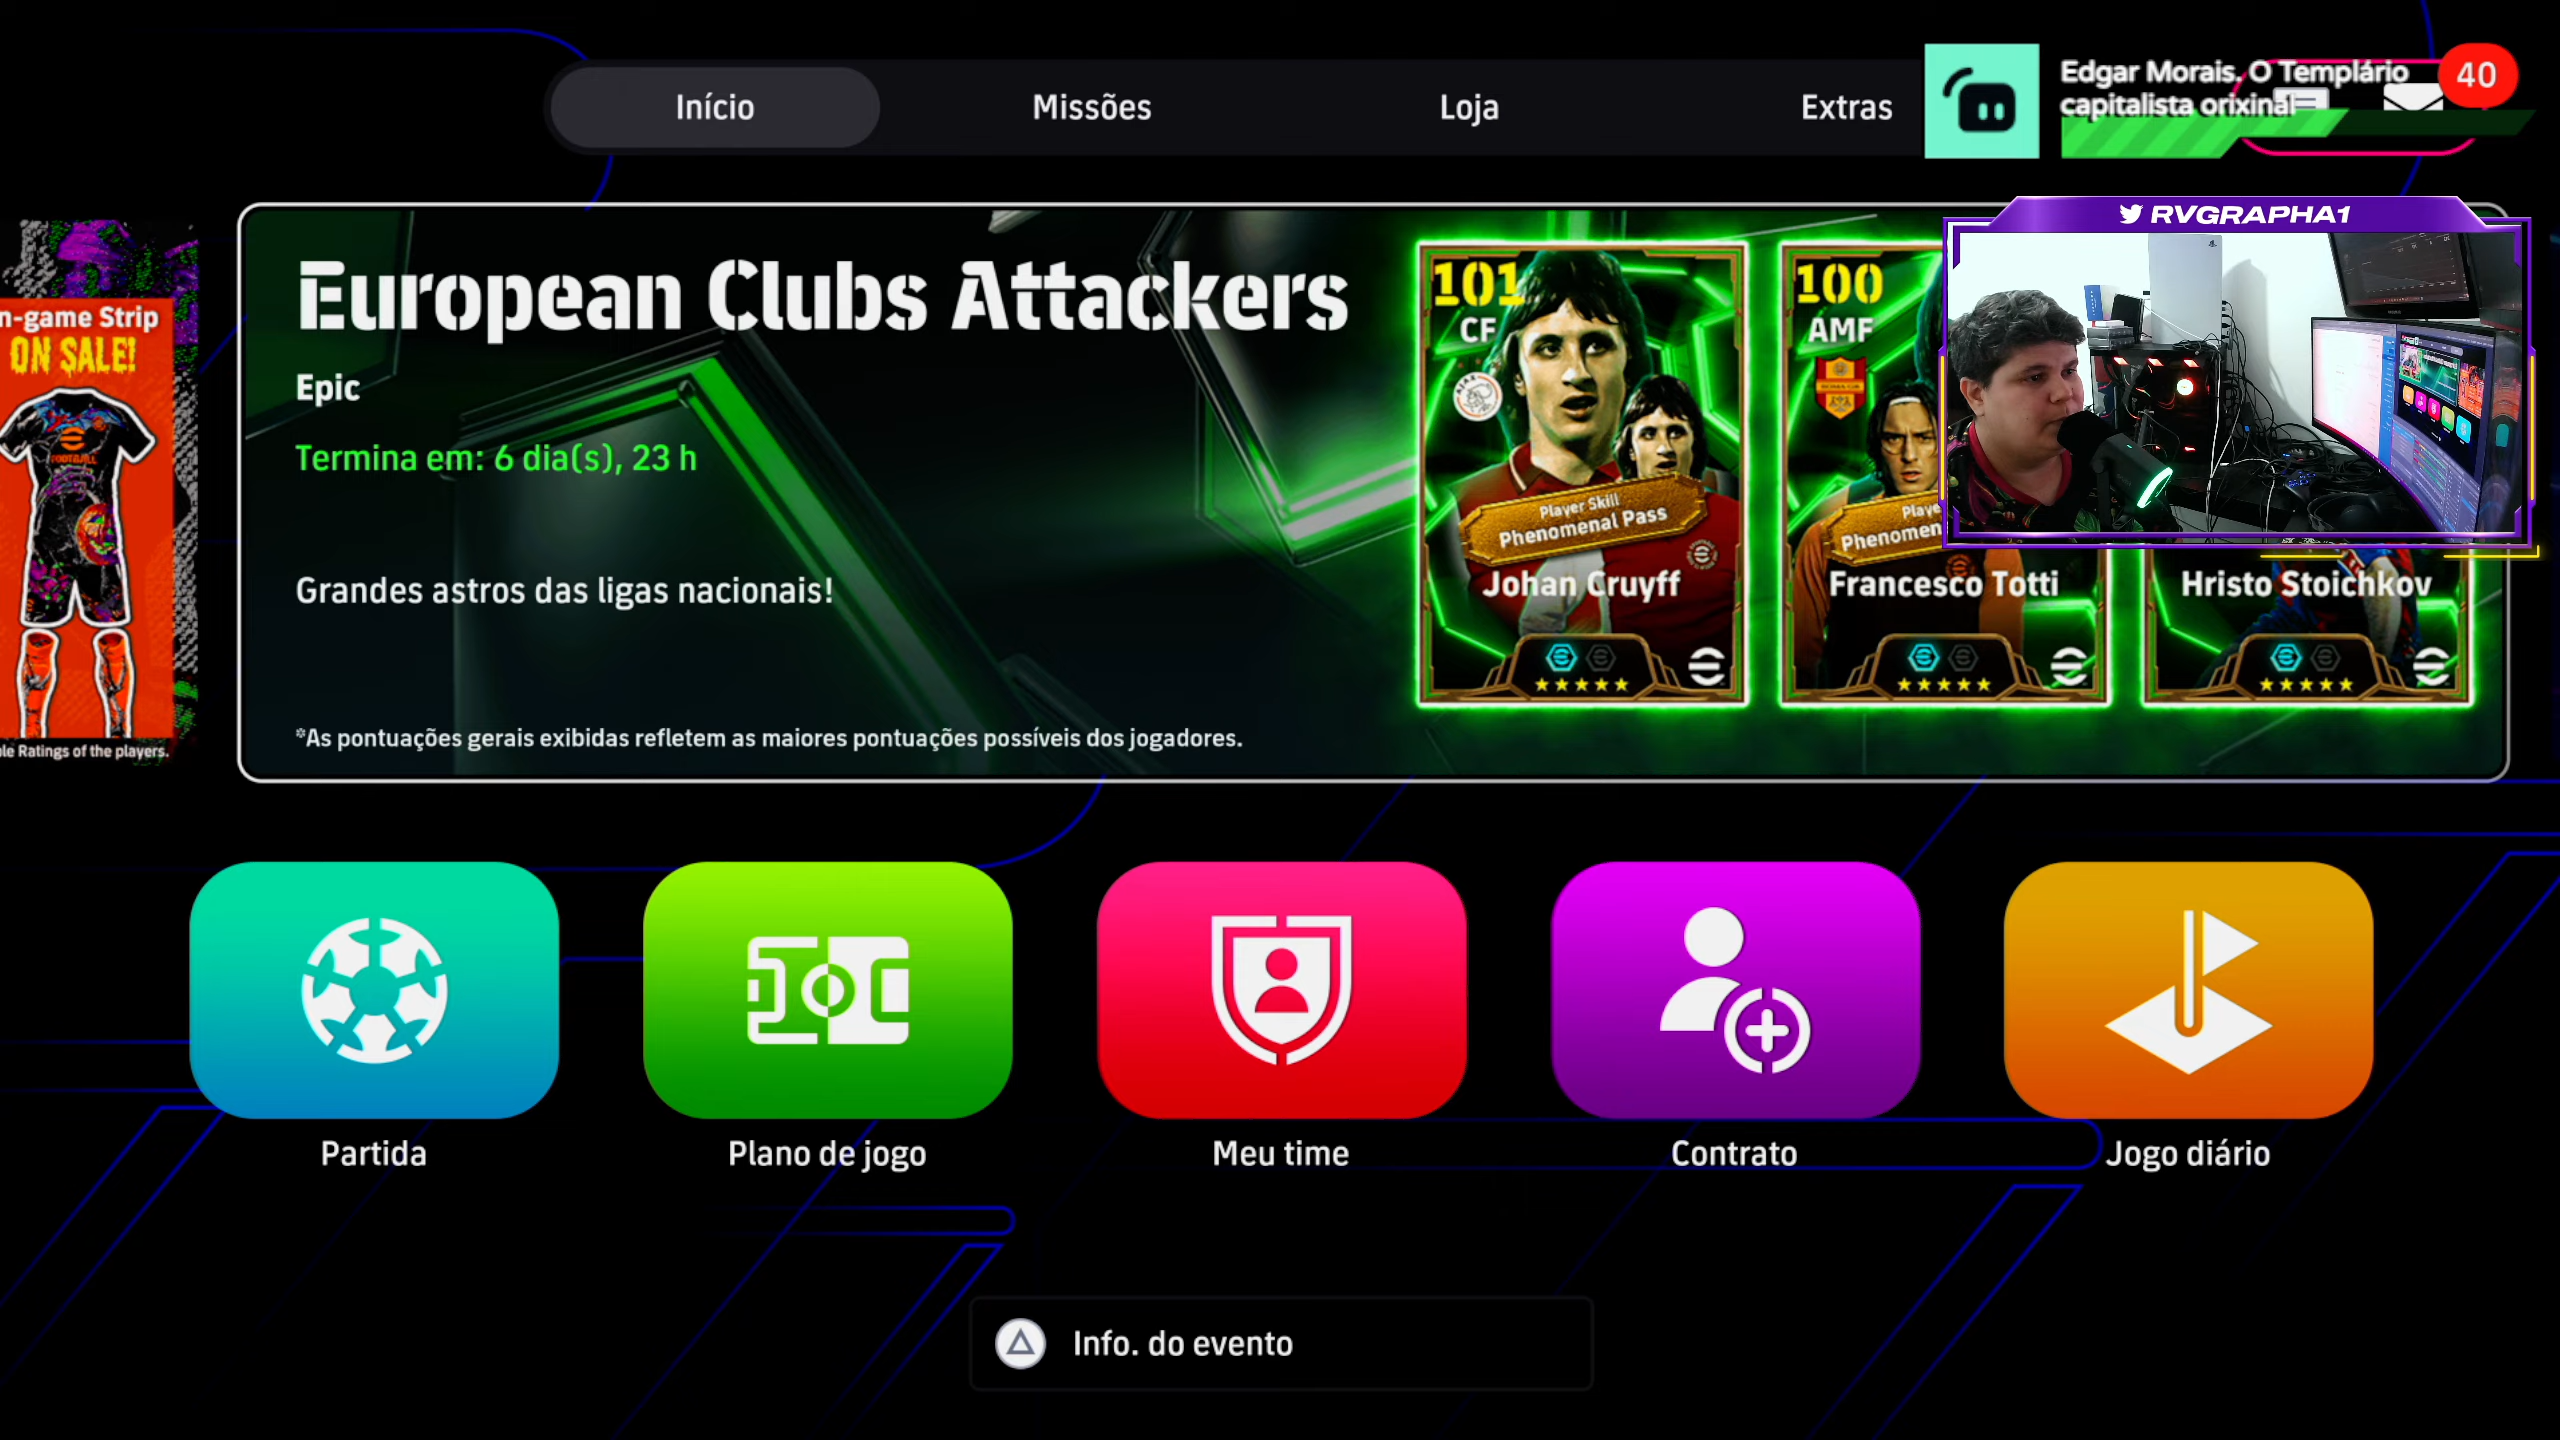 Início
Missões
Loja
Extras
Edgar Morais. O Templário
capitalista orixinal
40
RVGRAPHA1
n-game Strip
ON SALE!
le Ratings of the players.
European Clubs Attackers
Epic
Termina em: 6 dia(s), 23 h
Grandes astros das ligas nacionais!
*As pontuações gerais exibidas refletem as maiores pontuações possíveis dos jogadores.
101
CF
Player Skill
Phenomenal Pass
Johan Cruyff
100
AMF
Playe
Phenomen
Francesco Totti
Hristo Stoichkov
Partida
Plano de jogo
Meu time
Contrato
Jogo diário
Info. do evento